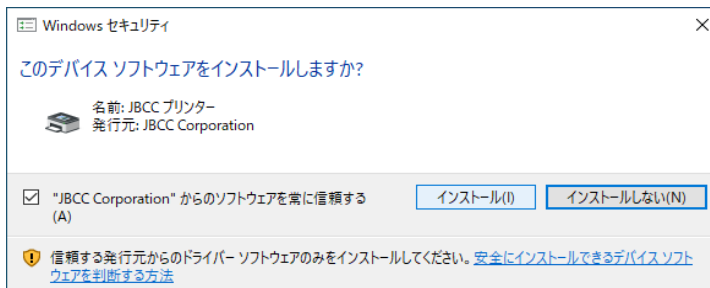 Windows セキュリティ
このデバイス ソフトウェアをインストールしますか?
名前: JBCC プリンター
発行元: JBCC Corporation
"JBCC Corporation" からのソフトウェアを常に信頼する
(A)
インストール(I)
インストールしない(N)
信頼する発行元からのドライバー ソフトウェアのみをインストールしてください。安全にインストールできるデバイス ソフト
ウェアを判断する方法